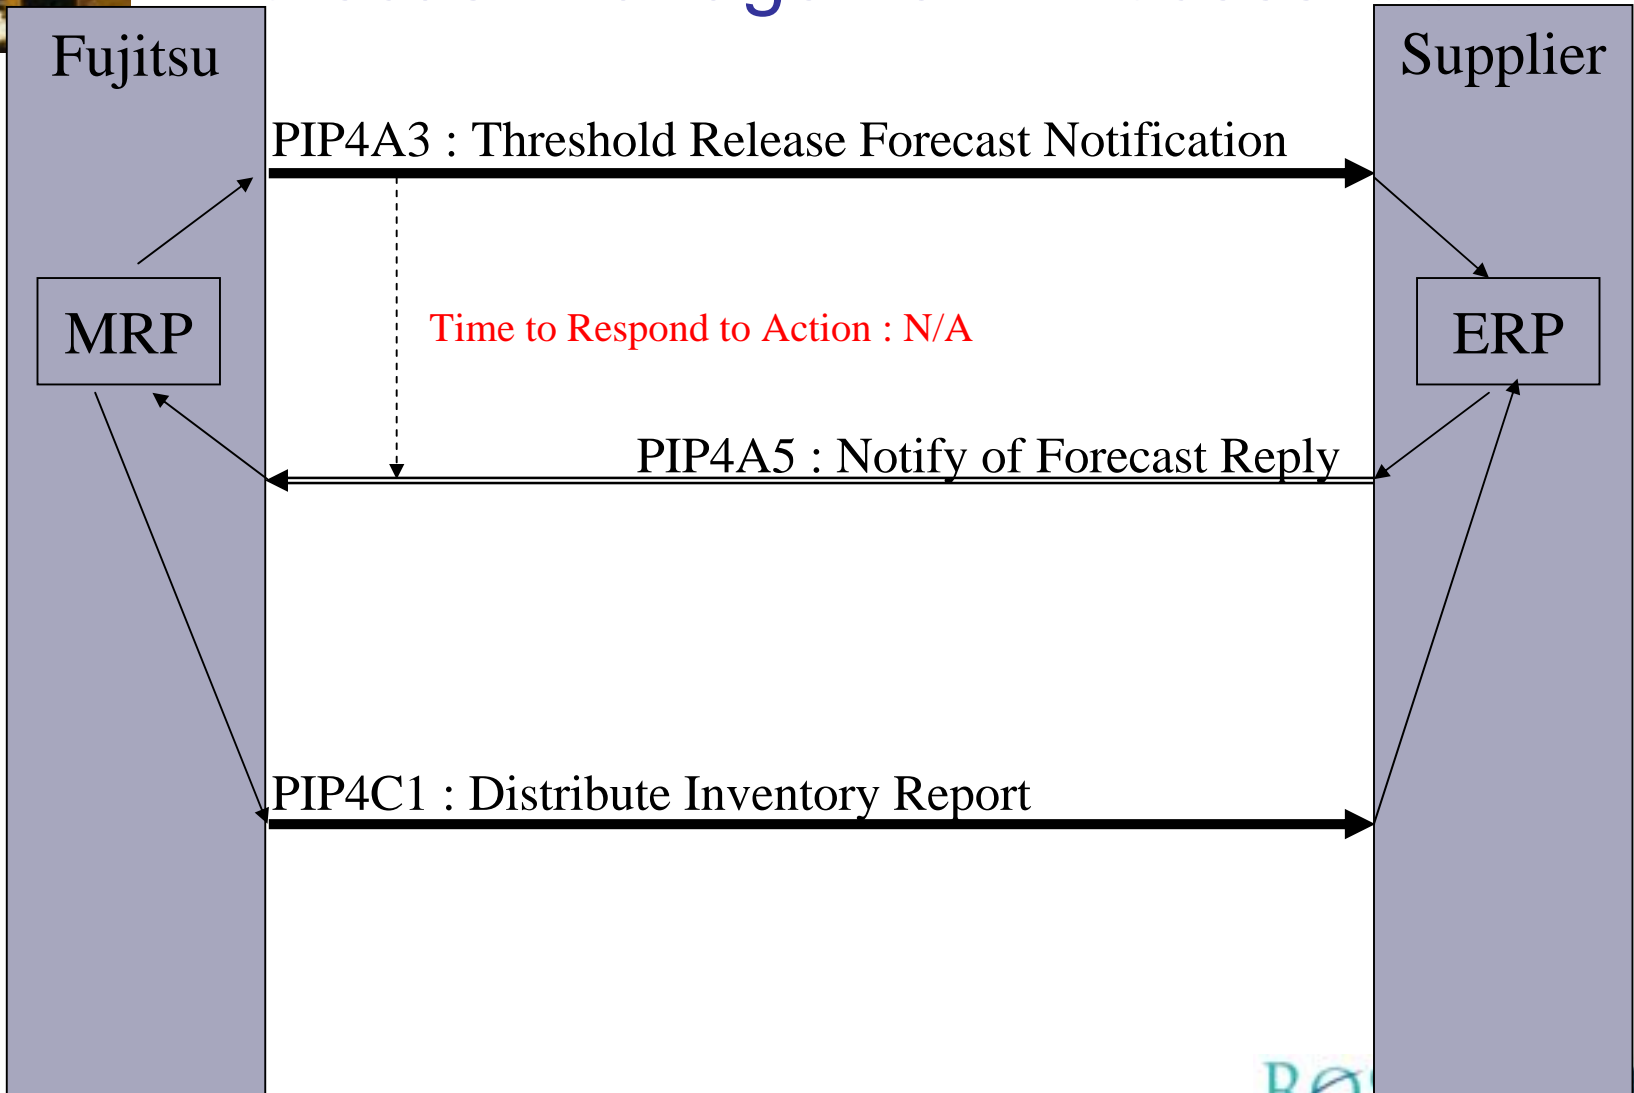 Fujitsu
Supplier
PIP4A3 : Threshold Release Forecast Notification
MRP
Time to Respond to Action : N/A
ERP
PIP4A5 : Notify of Forecast Reply
PIP4C1 : Distribute Inventory Report